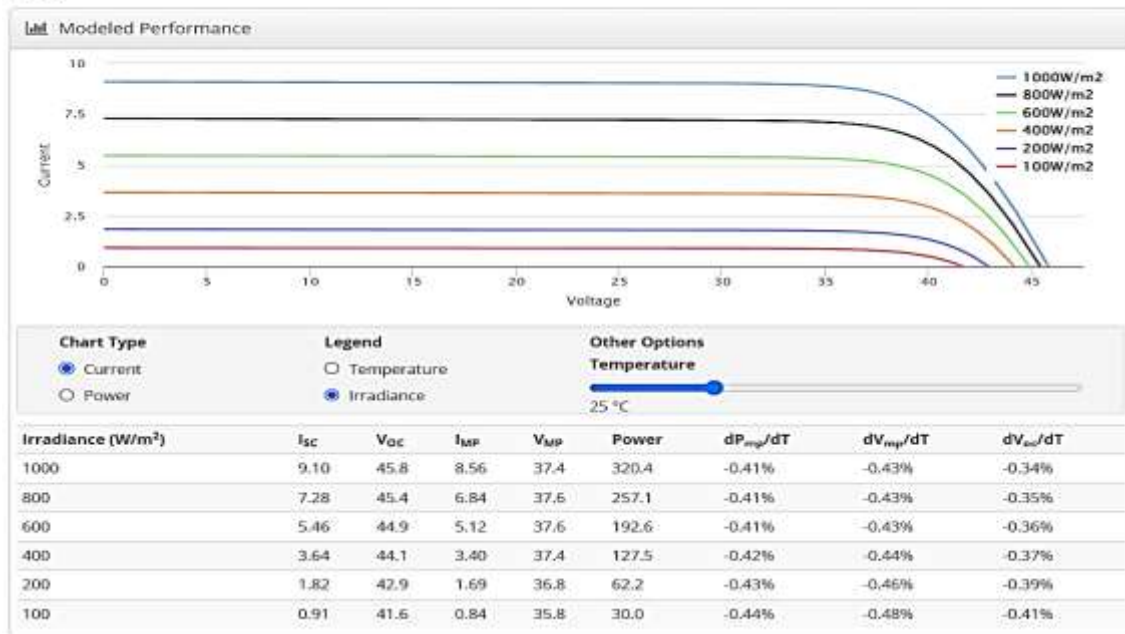 Modeled Performance
10
7.5
5
2.5
0
Current
1000W/m2
800W/m2
600W/m2
400W/m2
200W/m2
100W/m2
0 5 10 15 20 25 30 35 40 45
Voltage
Chart Type Legend Other Options
Current Temperature Temperature
Power Irradiance
25 °C
Irradiance (W/m²) I_SC V_OC I_MP V_MP Power dP_mp/dT dV_mp/dT dV_oc/dT
1000 9.10 45.8 8.56 37.4 320.4 -0.41% -0.43% -0.34%
800 7.28 45.4 6.84 37.6 257.1 -0.41% -0.43% -0.35%
600 5.46 44.9 5.12 37.6 192.6 -0.41% -0.43% -0.36%
400 3.64 44.1 3.40 37.4 127.5 -0.42% -0.44% -0.37%
200 1.82 42.9 1.69 36.8 62.2 -0.43% -0.46% -0.39%
100 0.91 41.6 0.84 35.8 30.0 -0.44% -0.48% -0.41%